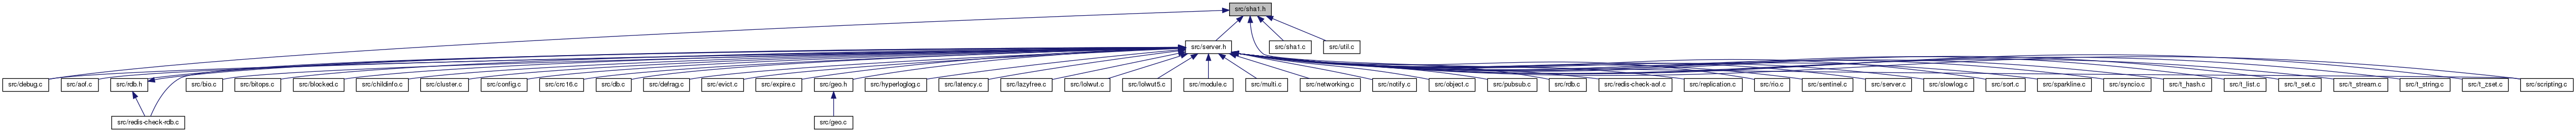 src/sha1.h
src/server.h
src/sha1.c
src/util.c
src/debug.c
src/aof.c
src/rdb.h
src/bio.c
src/bitops.c
src/blocked.c
src/childinfo.c
src/cluster.c
src/config.c
src/crc16.c
src/db.c
src/defrag.c
src/evict.c
src/expire.c
src/geo.h
src/hyperloglog.c
src/latency.c
src/lazyfree.c
src/lolwut.c
src/lolwut5.c
src/module.c
src/multi.c
src/networking.c
src/notify.c
src/object.c
src/pubsub.c
src/rdb.c
src/redis-check-aof.c
src/replication.c
src/rio.c
src/sentinel.c
src/server.c
src/slowlog.c
src/sort.c
src/sparkline.c
src/syncio.c
src/t_hash.c
src/t_list.c
src/t_set.c
src/t_stream.c
src/t_string.c
src/t_zset.c
src/scripting.c
src/redis-check-rdb.c
src/geo.c